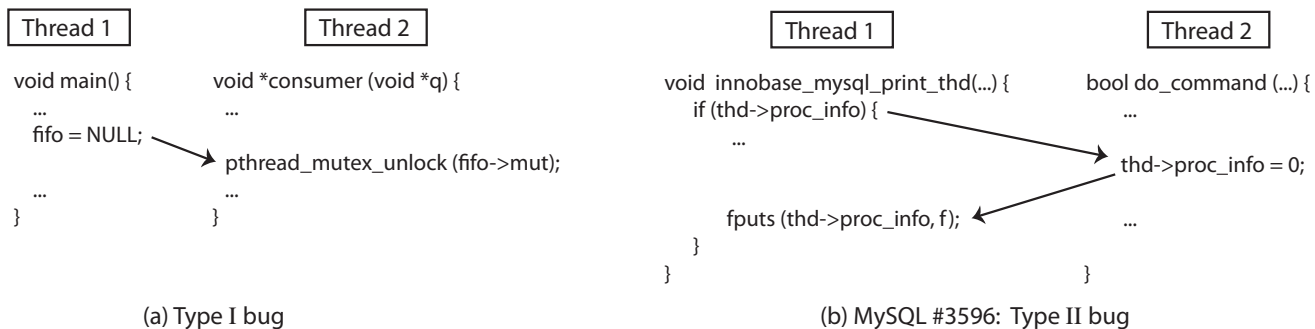 Thread 1
Thread 2
void main() {
...
fifo = NULL;
...
}
void *consumer (void *q) {
...
pthread_mutex_unlock (fifo->mut);
...
}
(a) Type I bug
Thread 1
Thread 2
void innobase_mysql_print_thd(...) {
if (thd->proc_info) {
...
fputs (thd->proc_info, f);
}
}
bool do_command (...) {
...
thd->proc_info = 0;
...
}
(b) MySQL #3596: Type II bug